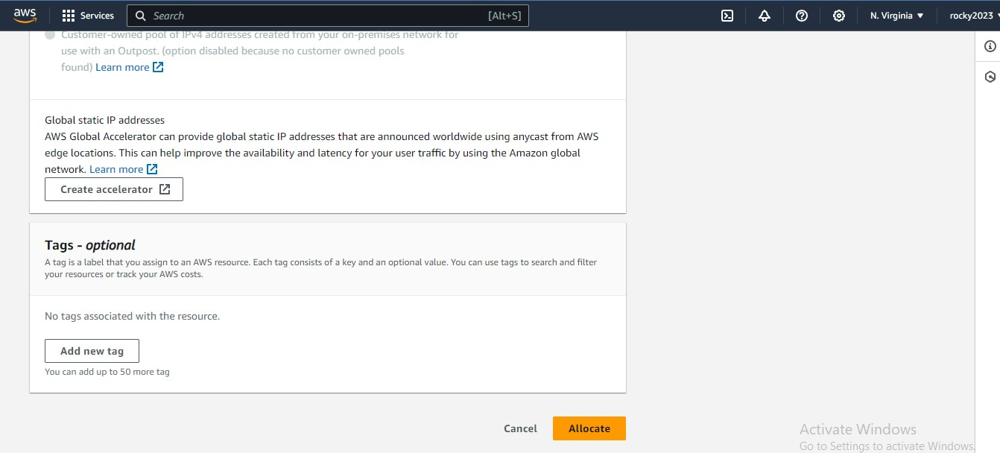 aws
Services
Search
[Alt+S]
N. Virginia
rocky2023
Customer-owned pool of IPv4 addresses created from your on-premises network for
use with an Outpost. (option disabled because no customer owned pools
found) Learn more
Global static IP addresses
AWS Global Accelerator can provide global static IP addresses that are announced worldwide using anycast from AWS
edge locations. This can help improve the availability and latency for your user traffic by using the Amazon global
network. Learn more
Create accelerator
Tags - optional
A tag is a label that you assign to an AWS resource. Each tag consists of a key and an optional value. You can use tags to search and filter
your resources or track your AWS costs.
No tags associated with the resource.
Add new tag
You can add up to 50 more tag
Cancel
Allocate
Activate Windows
Go to Settings to activate Windows.